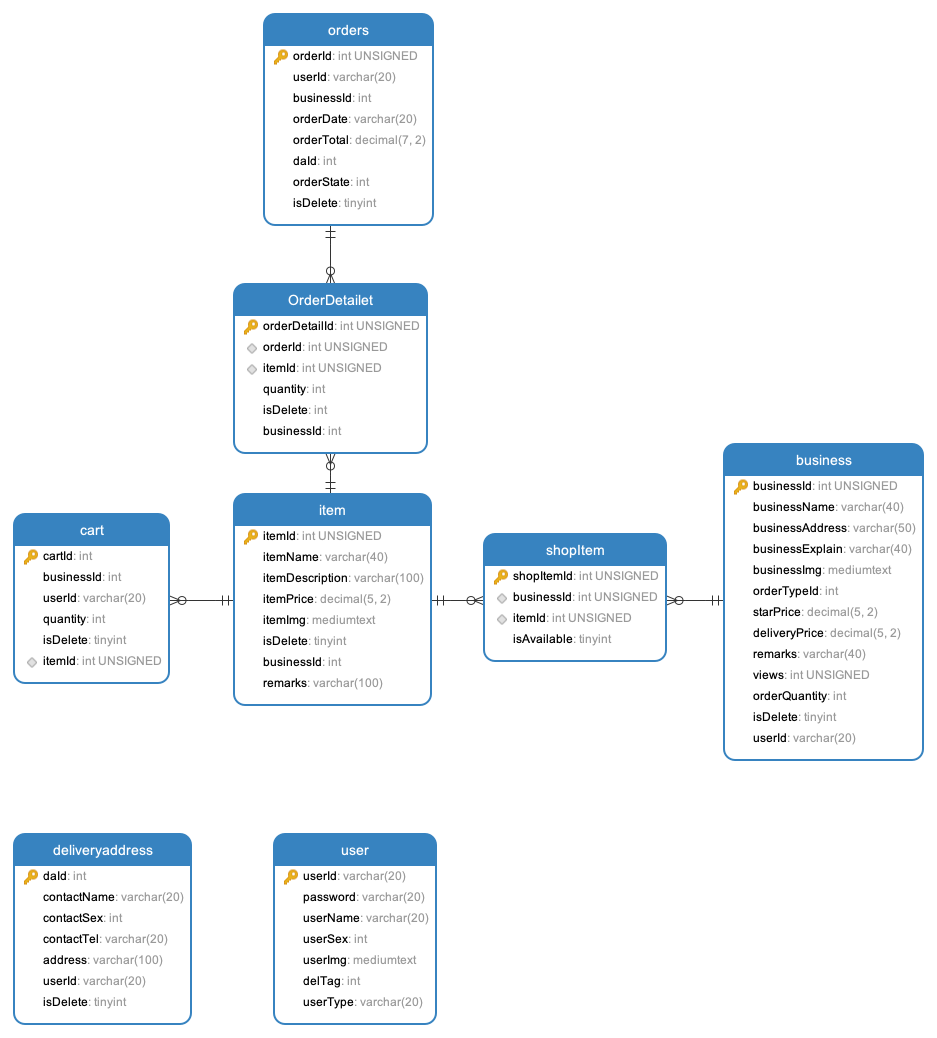 orders
orderId: int UNSIGNED
userId: varchar(20)
businessId: int
orderDate: varchar(20)
orderTotal: decimal(7, 2)
daId: int
orderState: int
isDelete: tinyint
OrderDetailet
orderDetailId: int UNSIGNED
orderId: int UNSIGNED
itemId: int UNSIGNED
quantity: int
isDelete: int
businessId: int
cart
cartId: int
businessId: int
userId: varchar(20)
quantity: int
isDelete: tinyint
itemId: int UNSIGNED
item
itemId: int UNSIGNED
itemName: varchar(40)
itemDescription: varchar(100)
itemPrice: decimal(5, 2)
itemImg: mediumtext
isDelete: tinyint
businessId: int
remarks: varchar(100)
shopItem
shopItemId: int UNSIGNED
businessId: int UNSIGNED
itemId: int UNSIGNED
isAvailable: tinyint
business
businessId: int UNSIGNED
businessName: varchar(40)
businessAddress: varchar(50)
businessExplain: varchar(40)
businessImg: mediumtext
orderTypeId: int
starPrice: decimal(5, 2)
deliveryPrice: decimal(5, 2)
remarks: varchar(40)
views: int UNSIGNED
orderQuantity: int
isDelete: tinyint
userId: varchar(20)
deliveryaddress
daId: int
contactName: varchar(20)
contactSex: int
contactTel: varchar(20)
address: varchar(100)
userId: varchar(20)
isDelete: tinyint
user
userId: varchar(20)
password: varchar(20)
userName: varchar(20)
userSex: int
userImg: mediumtext
delTag: int
userType: varchar(20)